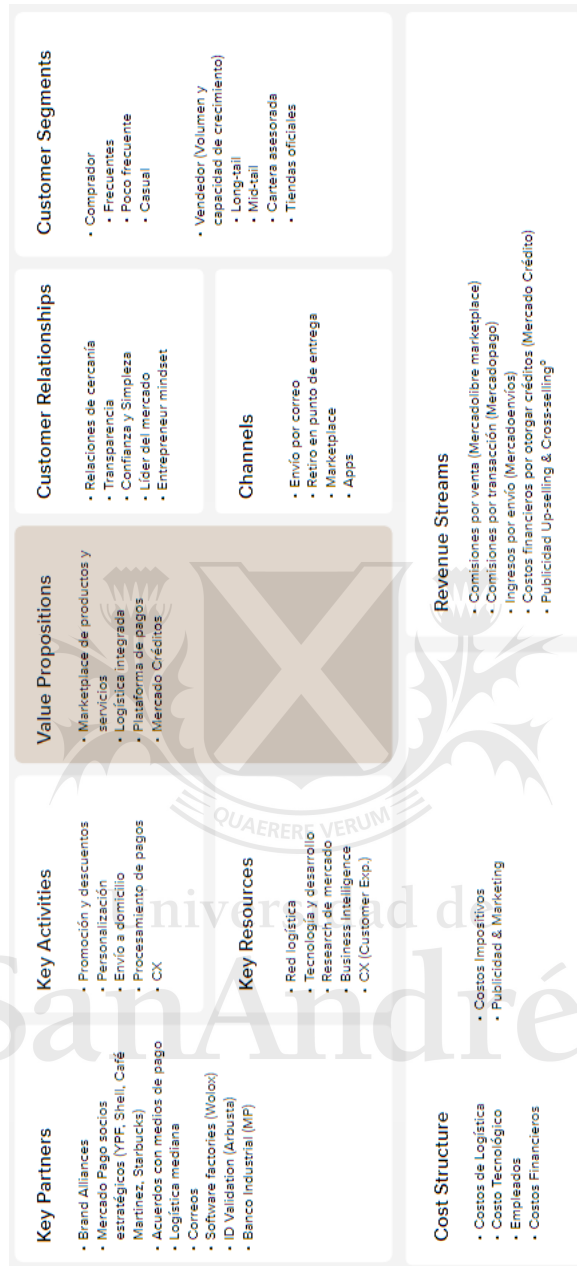 Key Partners
• Brand Alliances
• Mercado Pago socios
estratégicos (YPF, Shell, Café
Martinez, Starbucks)
• Acuerdos con medios de pago
• Logística mediana
• Correos
• Software factories (Wolox)
• ID Validation (Arbusta)
• Banco Industrial (MP)
Key Activities
• Promoción y descuentos
• Personalización
• Envío a domicilio
• Procesamiento de pagos
• CX
Key Resources
• Red logística
• Tecnología y desarrollo
• Research de mercado
• Business Intelligence
• CX (Customer Exp.)
Value Propositions
• Marketplace de productos y
servicios
• Logística integrada
• Plataforma de pagos
• Mercado Créditos
Customer Relationships
• Relaciones de cercanía
• Transparencia
• Confianza y Simpleza
• Líder del mercado
• Entrepreneur mindset
Channels
• Envío por correo
• Retiro en punto de entrega
• Marketplace
• Apps
Customer Segments
• Comprador
• Frecuentes
• Poco frecuente
• Casual
• Vendedor (Volumen y
capacidad de crecimiento)
• Long-tail
• Mid-tail
• Cartera asesorada
• Tiendas oficiales
Cost Structure
• Costos de Logística
• Costo Tecnológico
• Empleados
• Costos Financieros
• Costos Impositivos
• Publicidad & Marketing
Revenue Streams
• Comisiones por venta (Mercadolibre marketplace)
• Comisiones por transacción (Mercadopago)
• Ingresos por envío (Mercadoenvíos)
• Costos financieros por otorgar créditos (Mercado Crédito)
• Publicidad Up-selling & Cross-selling⁰
QUAERERE VERUM
niversidad de
SanAndré